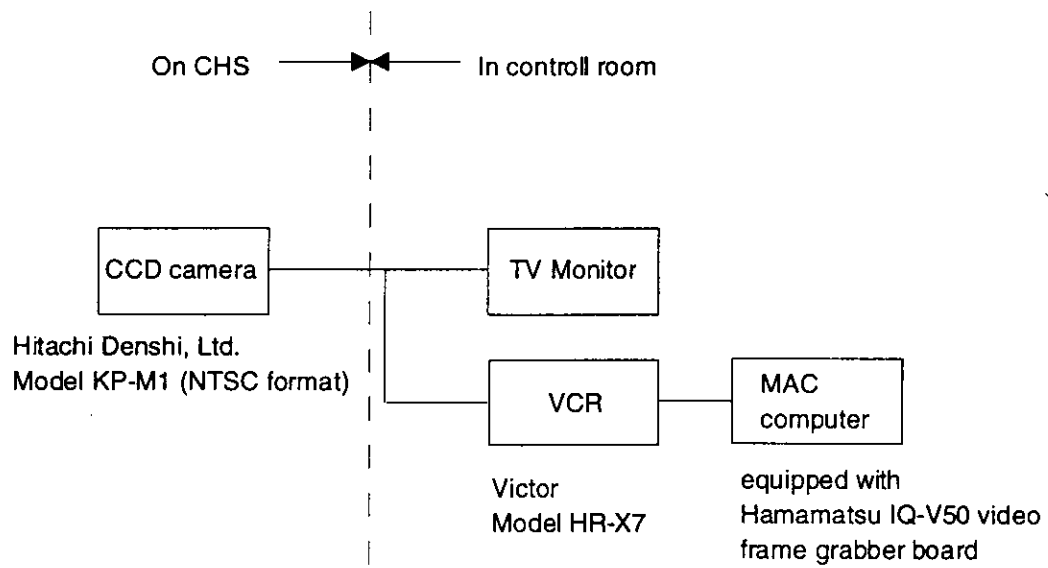 On CHS
In controll room
CCD camera
TV Monitor
Hitachi Denshi, Ltd.
Model KP-M1 (NTSC format)
VCR
MAC
computer
Victor
Model HR-X7
equipped with
Hamamatsu IQ-V50 video
frame grabber board